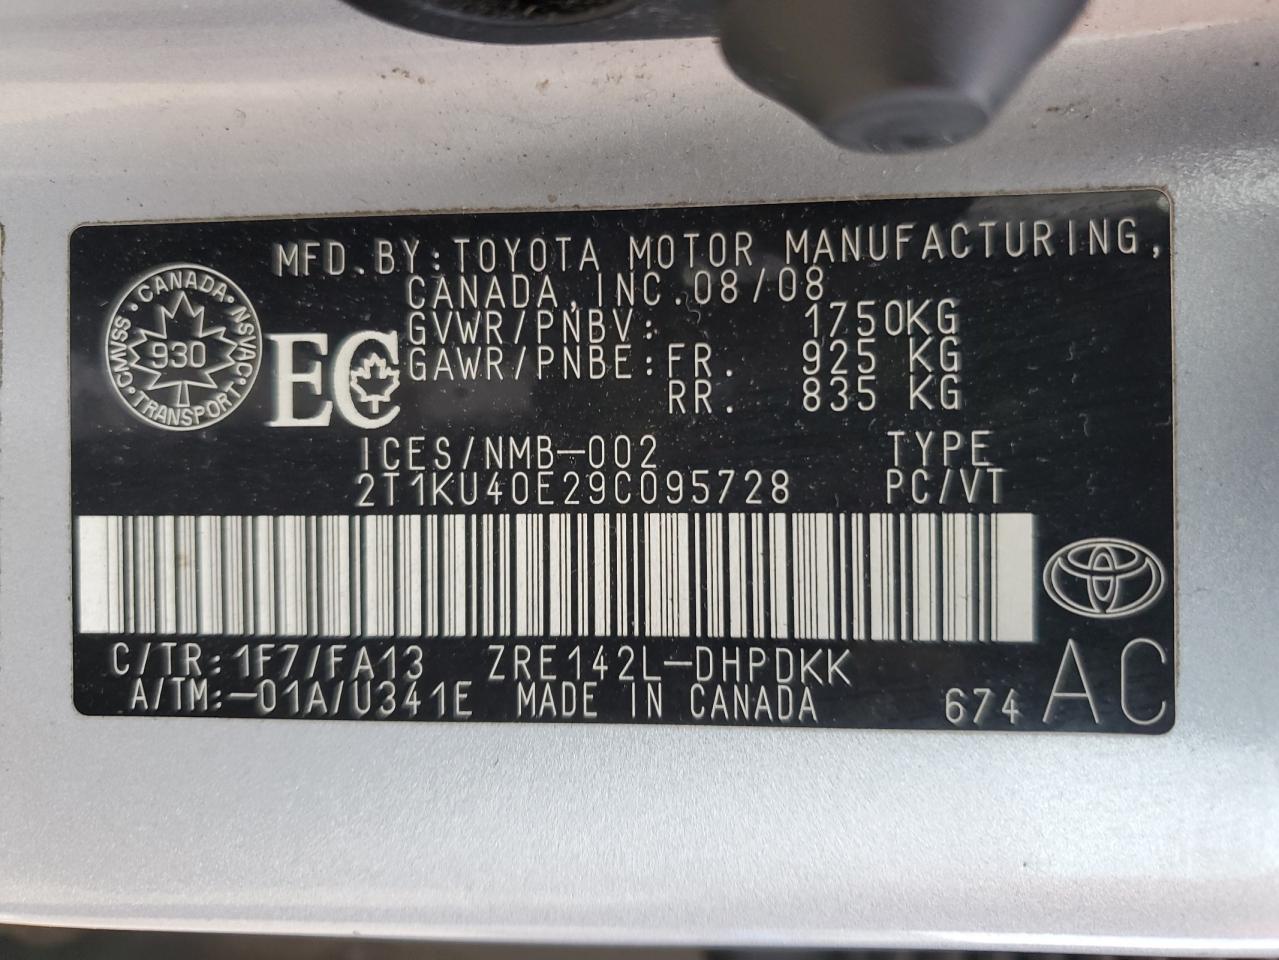 MFD.BY:TOYOTA MOTOR MANUFACTURING,
CANADA,INC.08/08
GVWR/PNBV: 1750KG
GAWR/PNBE:FR. 925 KG
RR. 835 KG
·CANADA·
CMVSS 930 NSVAC
·TRANSPORT·
EC
ICES/NMB-002 TYPE
2T1KU40E29C095728 PC/VT
C/TR:1F7/FA13 ZRE142L-DHPDKK
A/TM:-01A/U341E MADE IN CANADA 674 AC